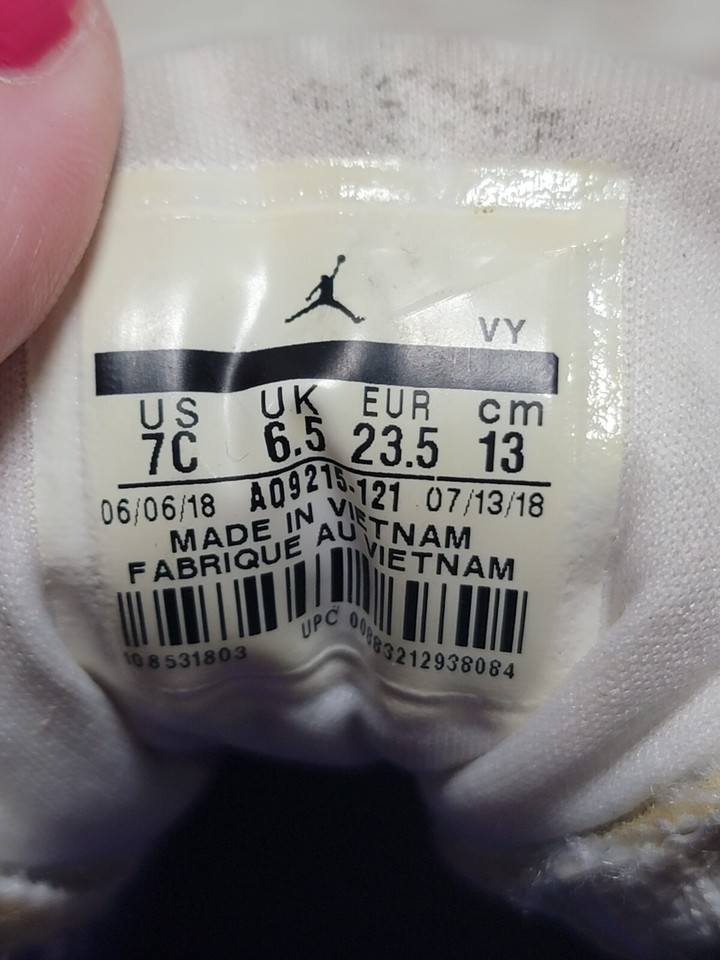 VY
US UK EUR cm
7C 6.5 23.5 13
06/06/18 AQ9215-121 07/13/18
MADE IN VIETNAM
FABRIQUE AU VIETNAM
UPC 00883212938084
108531803